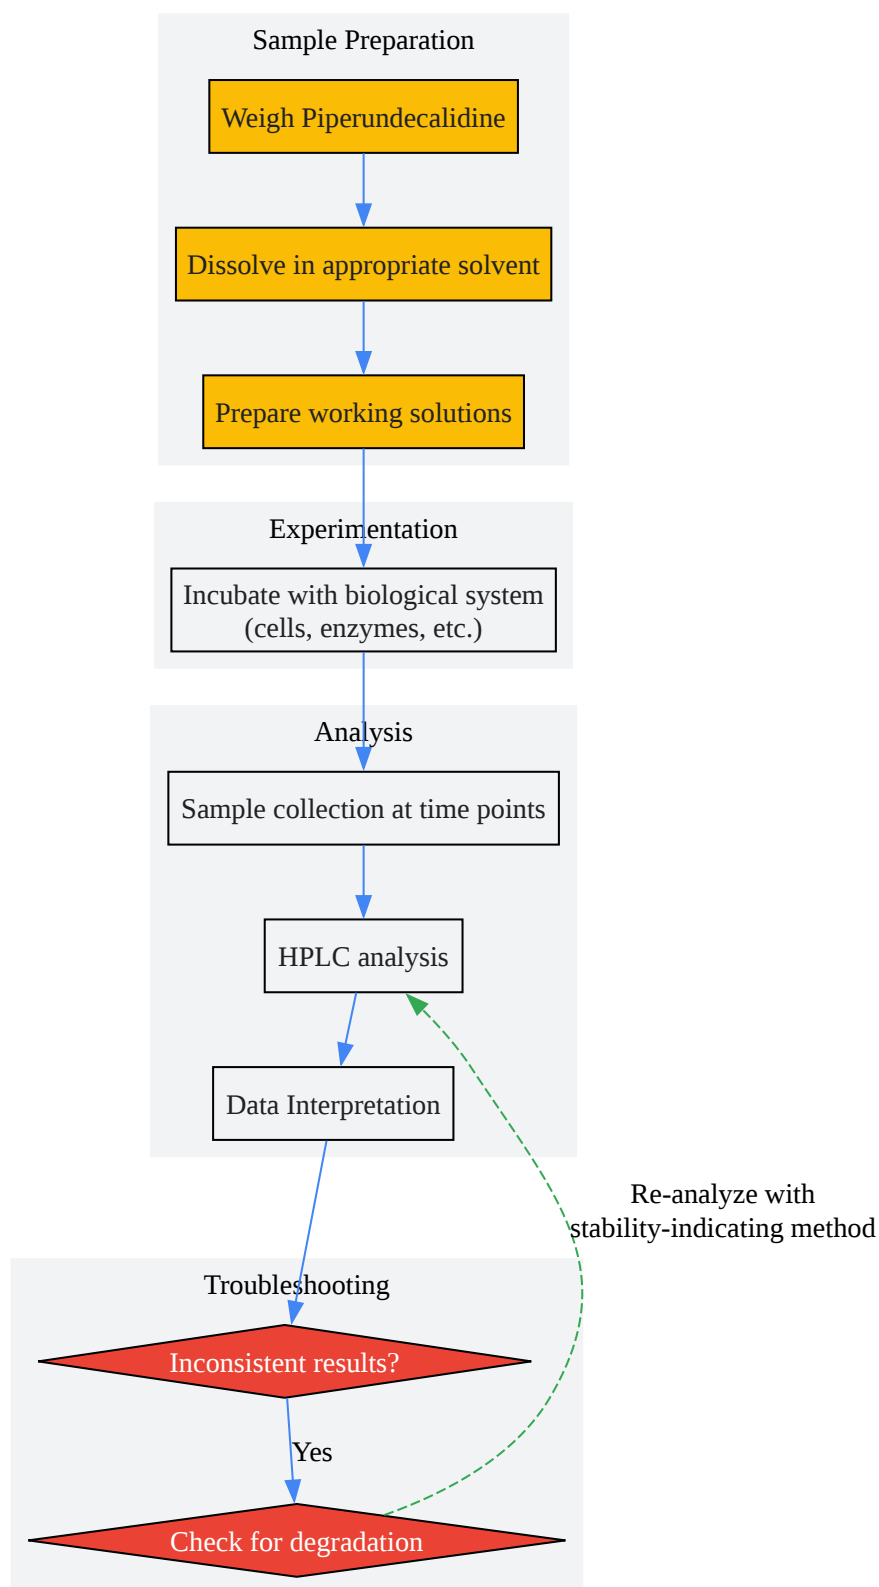 Sample Preparation
Weigh Piperundecalidine
Dissolve in appropriate solvent
Prepare working solutions
Experimentation
Incubate with biological system
(cells, enzymes, etc.)
Analysis
Sample collection at time points
HPLC analysis
Data Interpretation
Re-analyze with
stability-indicating method
Troubleshooting
Inconsistent results?
Yes
Check for degradation